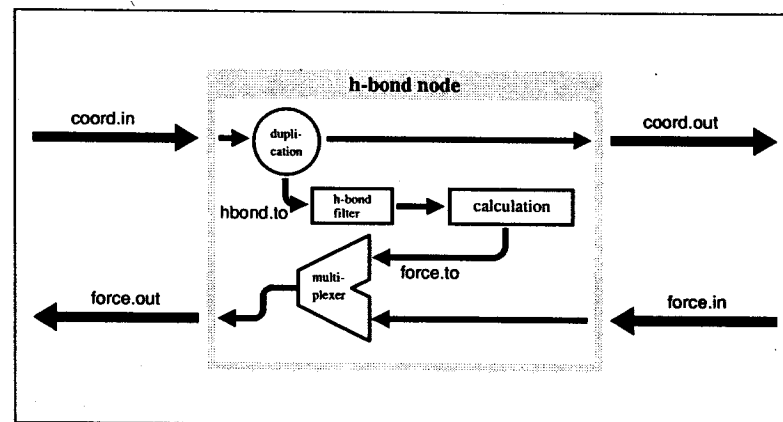 h-bond node
coord.in
dupli-
cation
coord.out
hbond.to
h-bond
filter
calculation
multi-
plexer
force.to
force.out
force.in